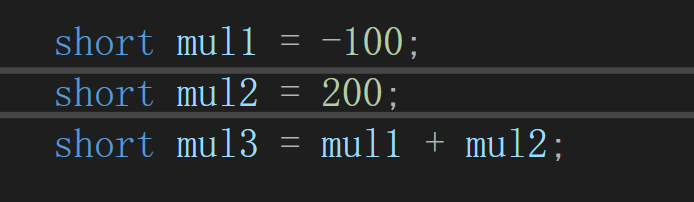 short mul1 = -100;
short mul2 = 200;
short mul3 = mul1 + mul2;